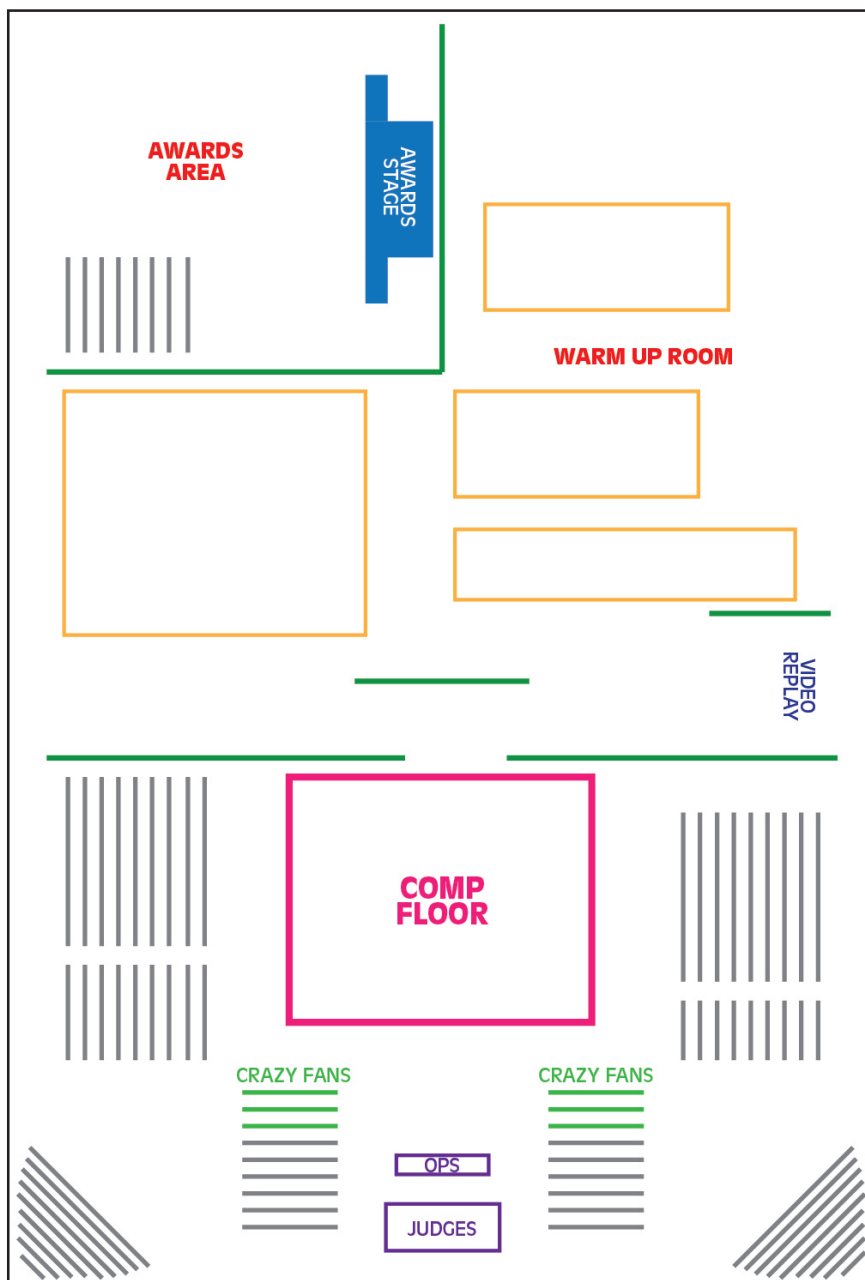 AWARDS
AREA
AWARDS
STAGE
WARM UP ROOM
VIDEO
REPLAY
COMP
FLOOR
CRAZY FANS
CRAZY FANS
OPS
JUDGES